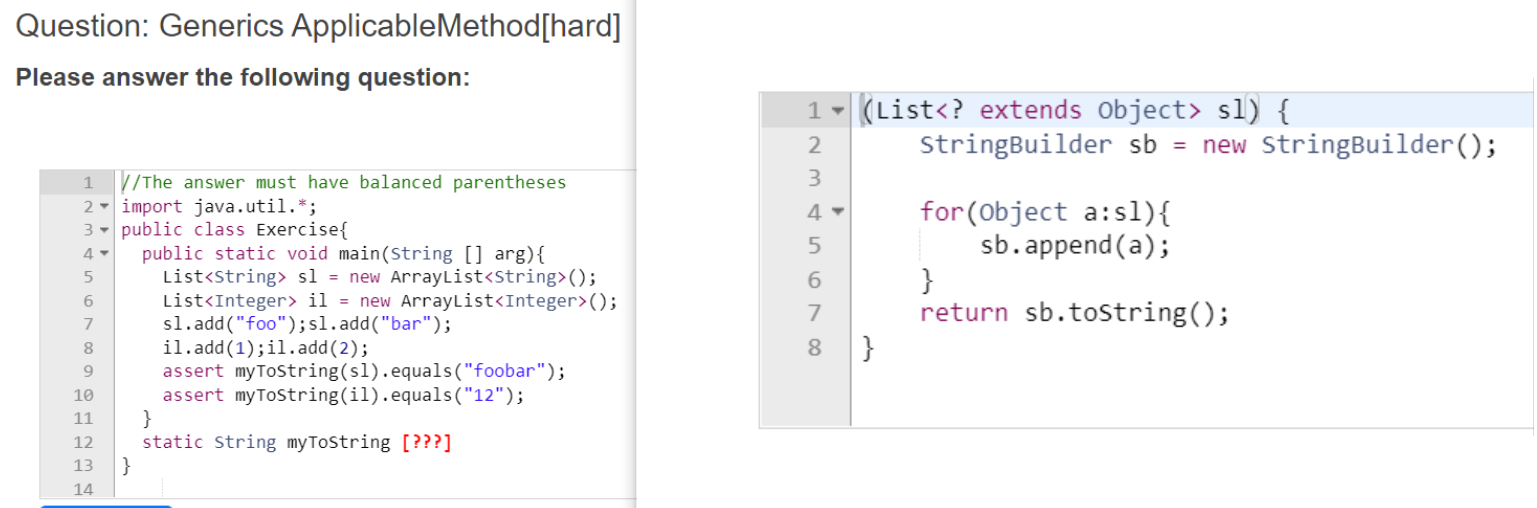 Question: Generics ApplicableMethod[hard]
Please answer the following question:
1 //The answer must have balanced parentheses
2 import java.util.*;
3 public class Exercise{
4   public static void main(String [] arg){
5     List<String> sl = new ArrayList<String>();
6     List<Integer> il = new ArrayList<Integer>();
7     sl.add("foo");sl.add("bar");
8     il.add(1);il.add(2);
9     assert myToString(sl).equals("foobar");
10     assert myToString(il).equals("12");
11   }
12   static String myToString [???]
13 }
14
1 (List<? extends Object> sl) {
2     StringBuilder sb = new StringBuilder();
3
4     for(Object a:sl){
5         sb.append(a);
6     }
7     return sb.toString();
8 }